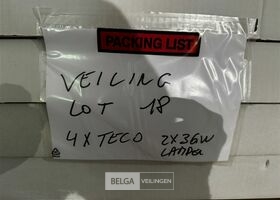 PACKING LIST
VEILING
LOT 18
4 X TECO 2X36W
LAMPEN
BELGA VEILINGEN